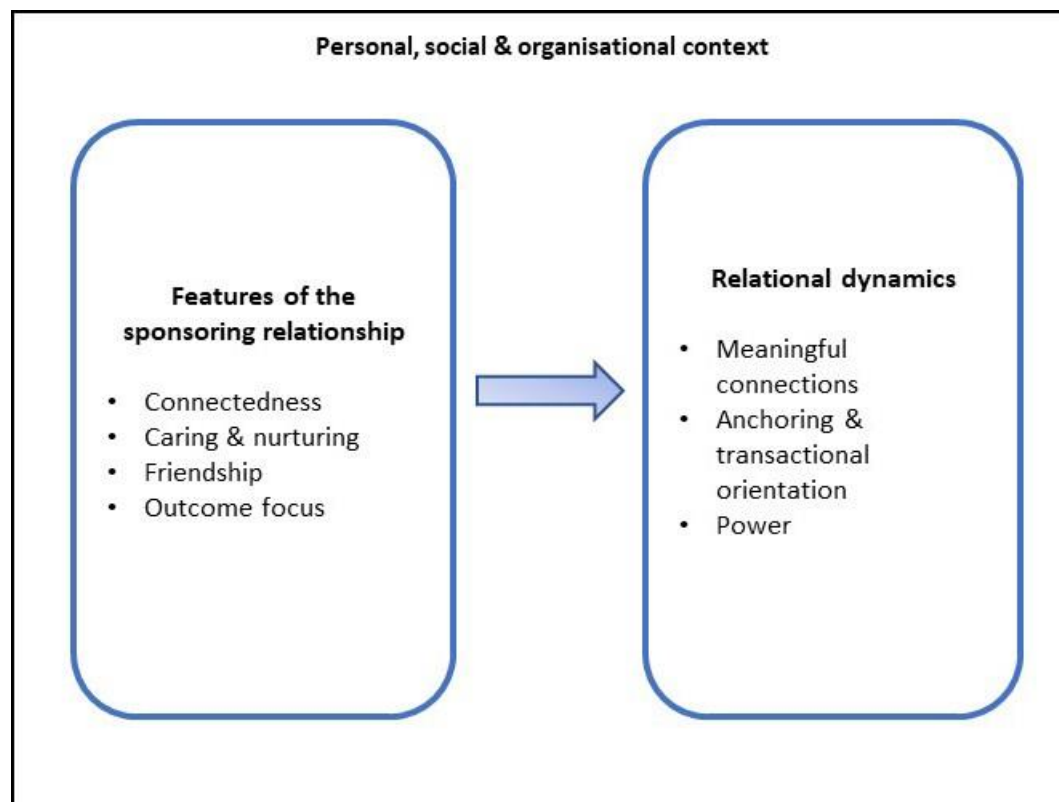 Personal, social & organisational context
Features of the
sponsoring relationship
• Connectedness
• Caring & nurturing
• Friendship
• Outcome focus
Relational dynamics
• Meaningful
connections
• Anchoring &
transactional
orientation
• Power